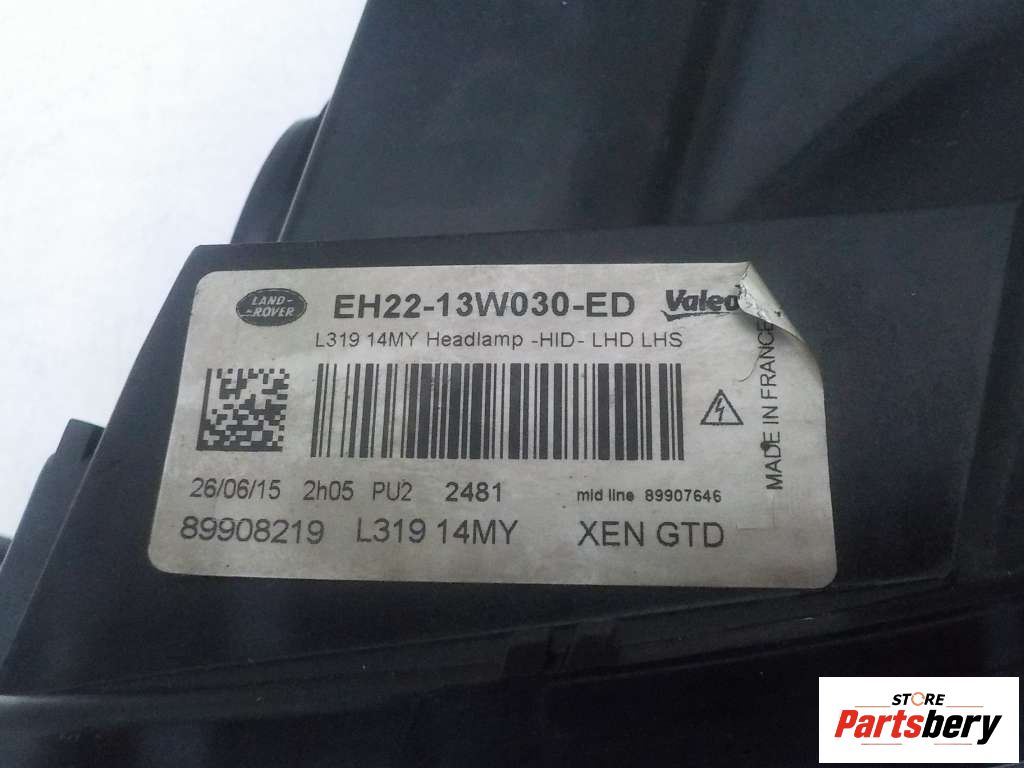 LAND-
ROVER
EH22-13W030-ED Valeo
L319 14MY Headlamp -HID- LHD LHS
MADE IN FRANCE
26/06/15 2h05 PU2 2481 mid line 89907646
89908219 L319 14MY XEN GTD
STORE
Partsbery